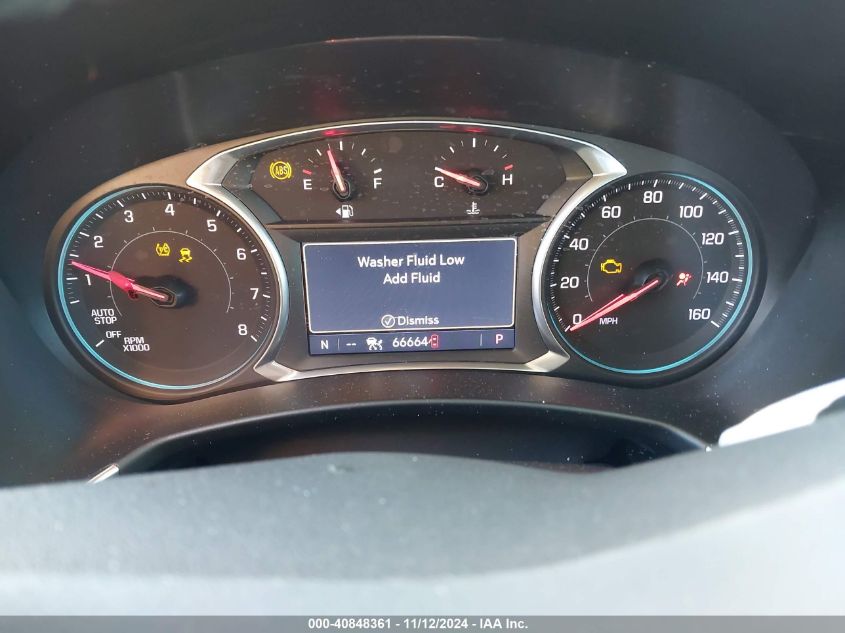 ABS
E F
C H
1 2 3 4 5 6 7 8
AUTO
STOP
OFF
RPM
X1000
Washer Fluid Low
Add Fluid
Dismiss
N -- 66664 P
0 20 40 60 80 100 120 140 160
MPH
000-40848361 - 11/12/2024 - IAA Inc.